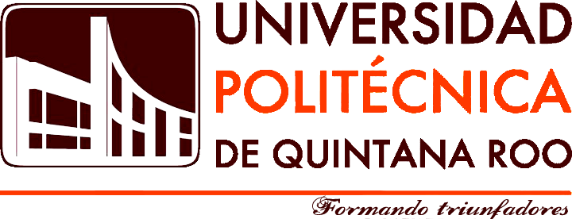 UNIVERSIDAD
POLITÉCNICA
DE QUINTANA ROO
Formando triunfadores